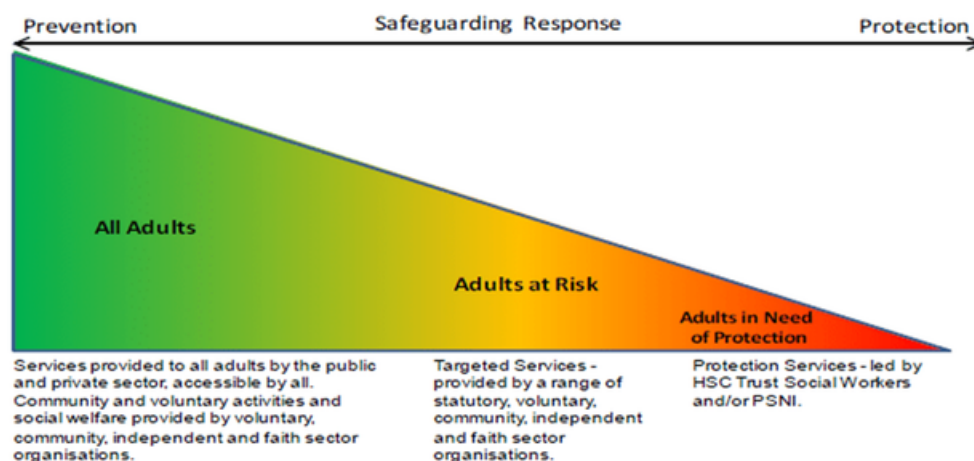 Prevention
Safeguarding Response
Protection
All Adults
Adults at Risk
Adults in Need
of Protection
Services provided to all adults by the public
and private sector, accessible by all.
Community and voluntary activities and
social welfare provided by voluntary,
community, independent and faith sector
organisations.
Targeted Services -
provided by a range of
statutory, voluntary,
community, independent
and faith sector
organisations.
Protection Services - led by
HSC Trust Social Workers
and/or PSNI.